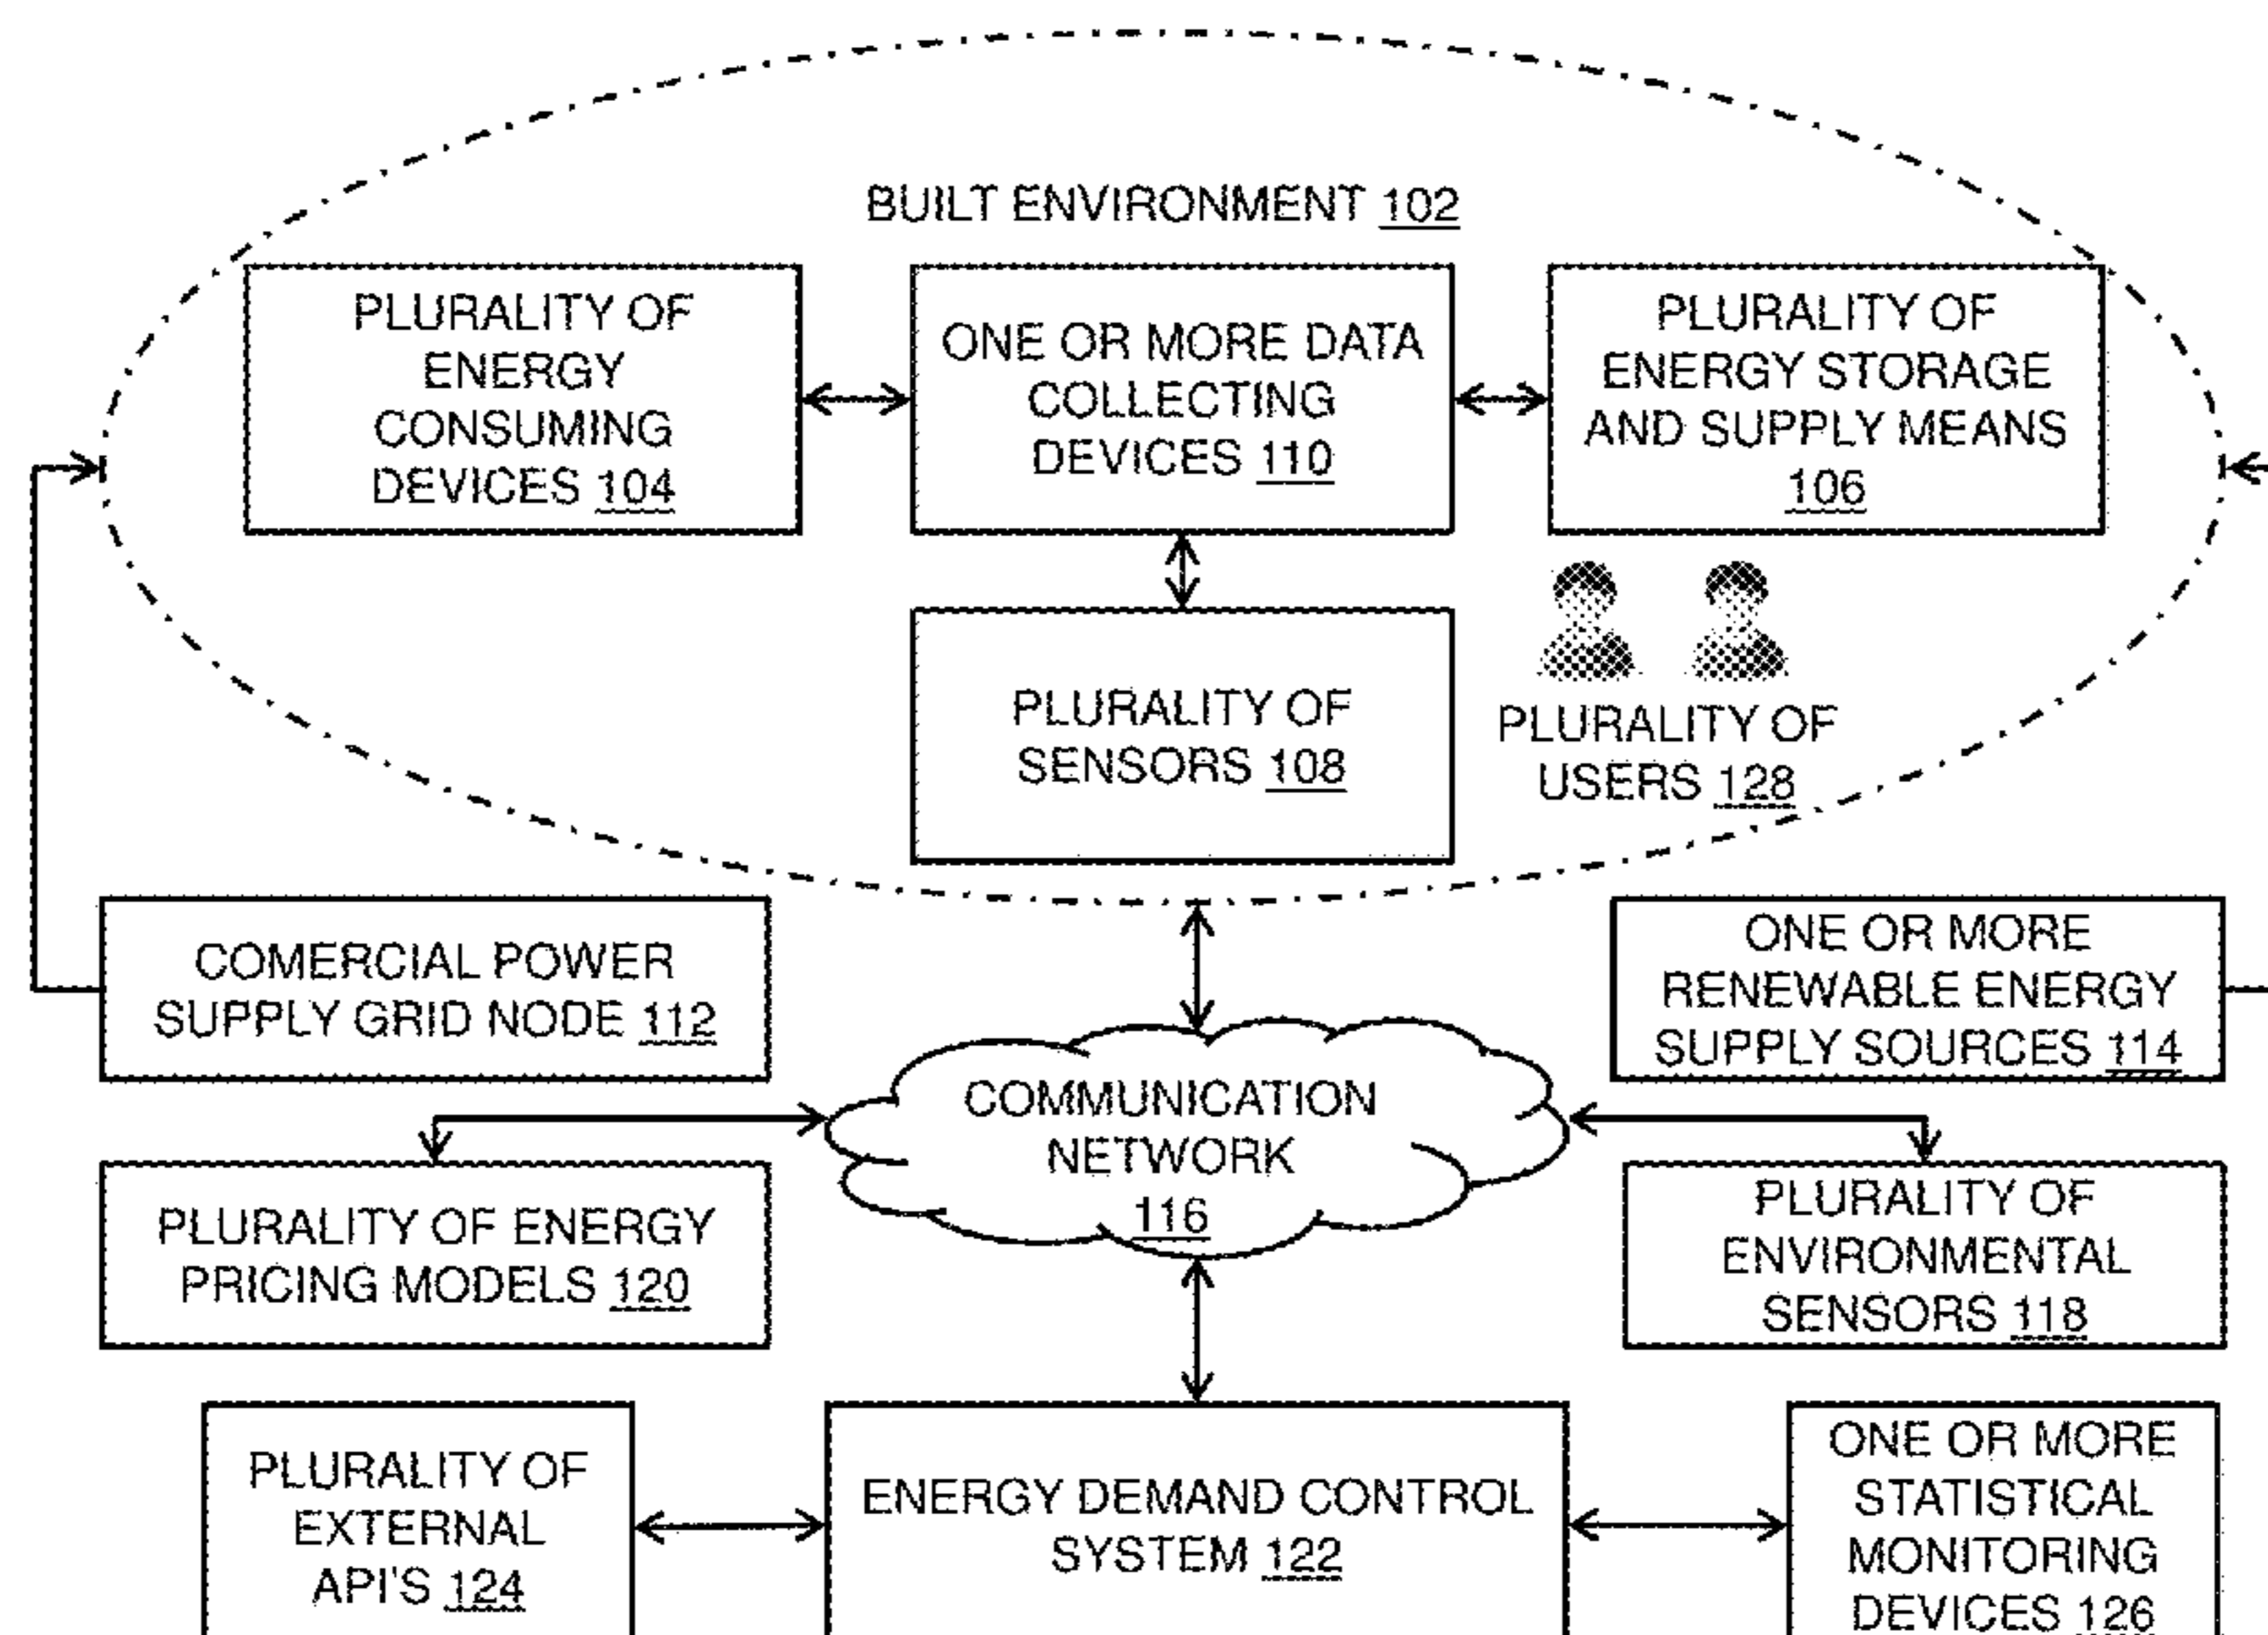 BUILT ENVIRONMENT 102
PLURALITY OF
ENERGY
CONSUMING
DEVICES 104
ONE OR MORE DATA
COLLECTING
DEVICES 110
PLURALITY OF
ENERGY STORAGE
AND SUPPLY MEANS
106
PLURALITY OF
SENSORS 108
PLURALITY OF
USERS 128
COMERCIAL POWER
SUPPLY GRID NODE 112
ONE OR MORE
RENEWABLE ENERGY
SUPPLY SOURCES 114
COMMUNICATION
NETWORK
116
PLURALITY OF ENERGY
PRICING MODELS 120
PLURALITY OF
ENVIRONMENTAL
SENSORS 118
PLURALITY OF
EXTERNAL
API'S 124
ENERGY DEMAND CONTROL
SYSTEM 122
ONE OR MORE
STATISTICAL
MONITORING
DEVICES 126